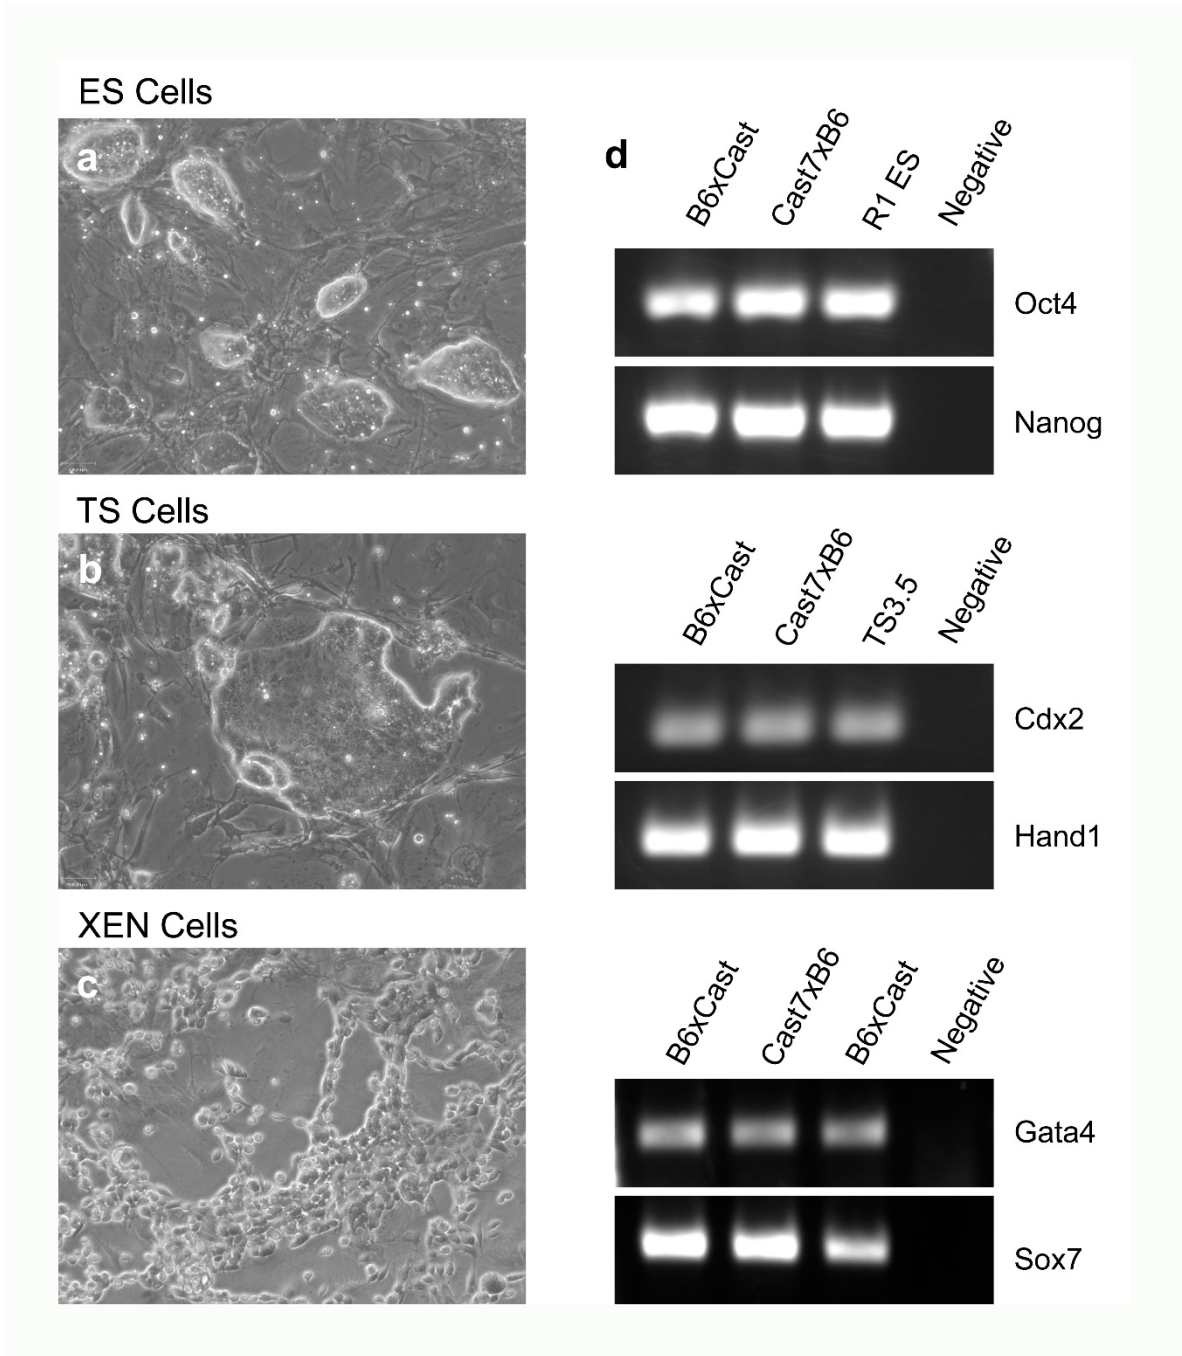 ES Cells
a
TS Cells
b
XEN Cells
c
d
B6xCast
Cast7xB6
R1 ES
Negative
Oct4
Nanog
B6xCast
Cast7xB6
TS3.5
Negative
Cdx2
Hand1
B6xCast
Cast7xB6
B6xCast
Negative
Gata4
Sox7